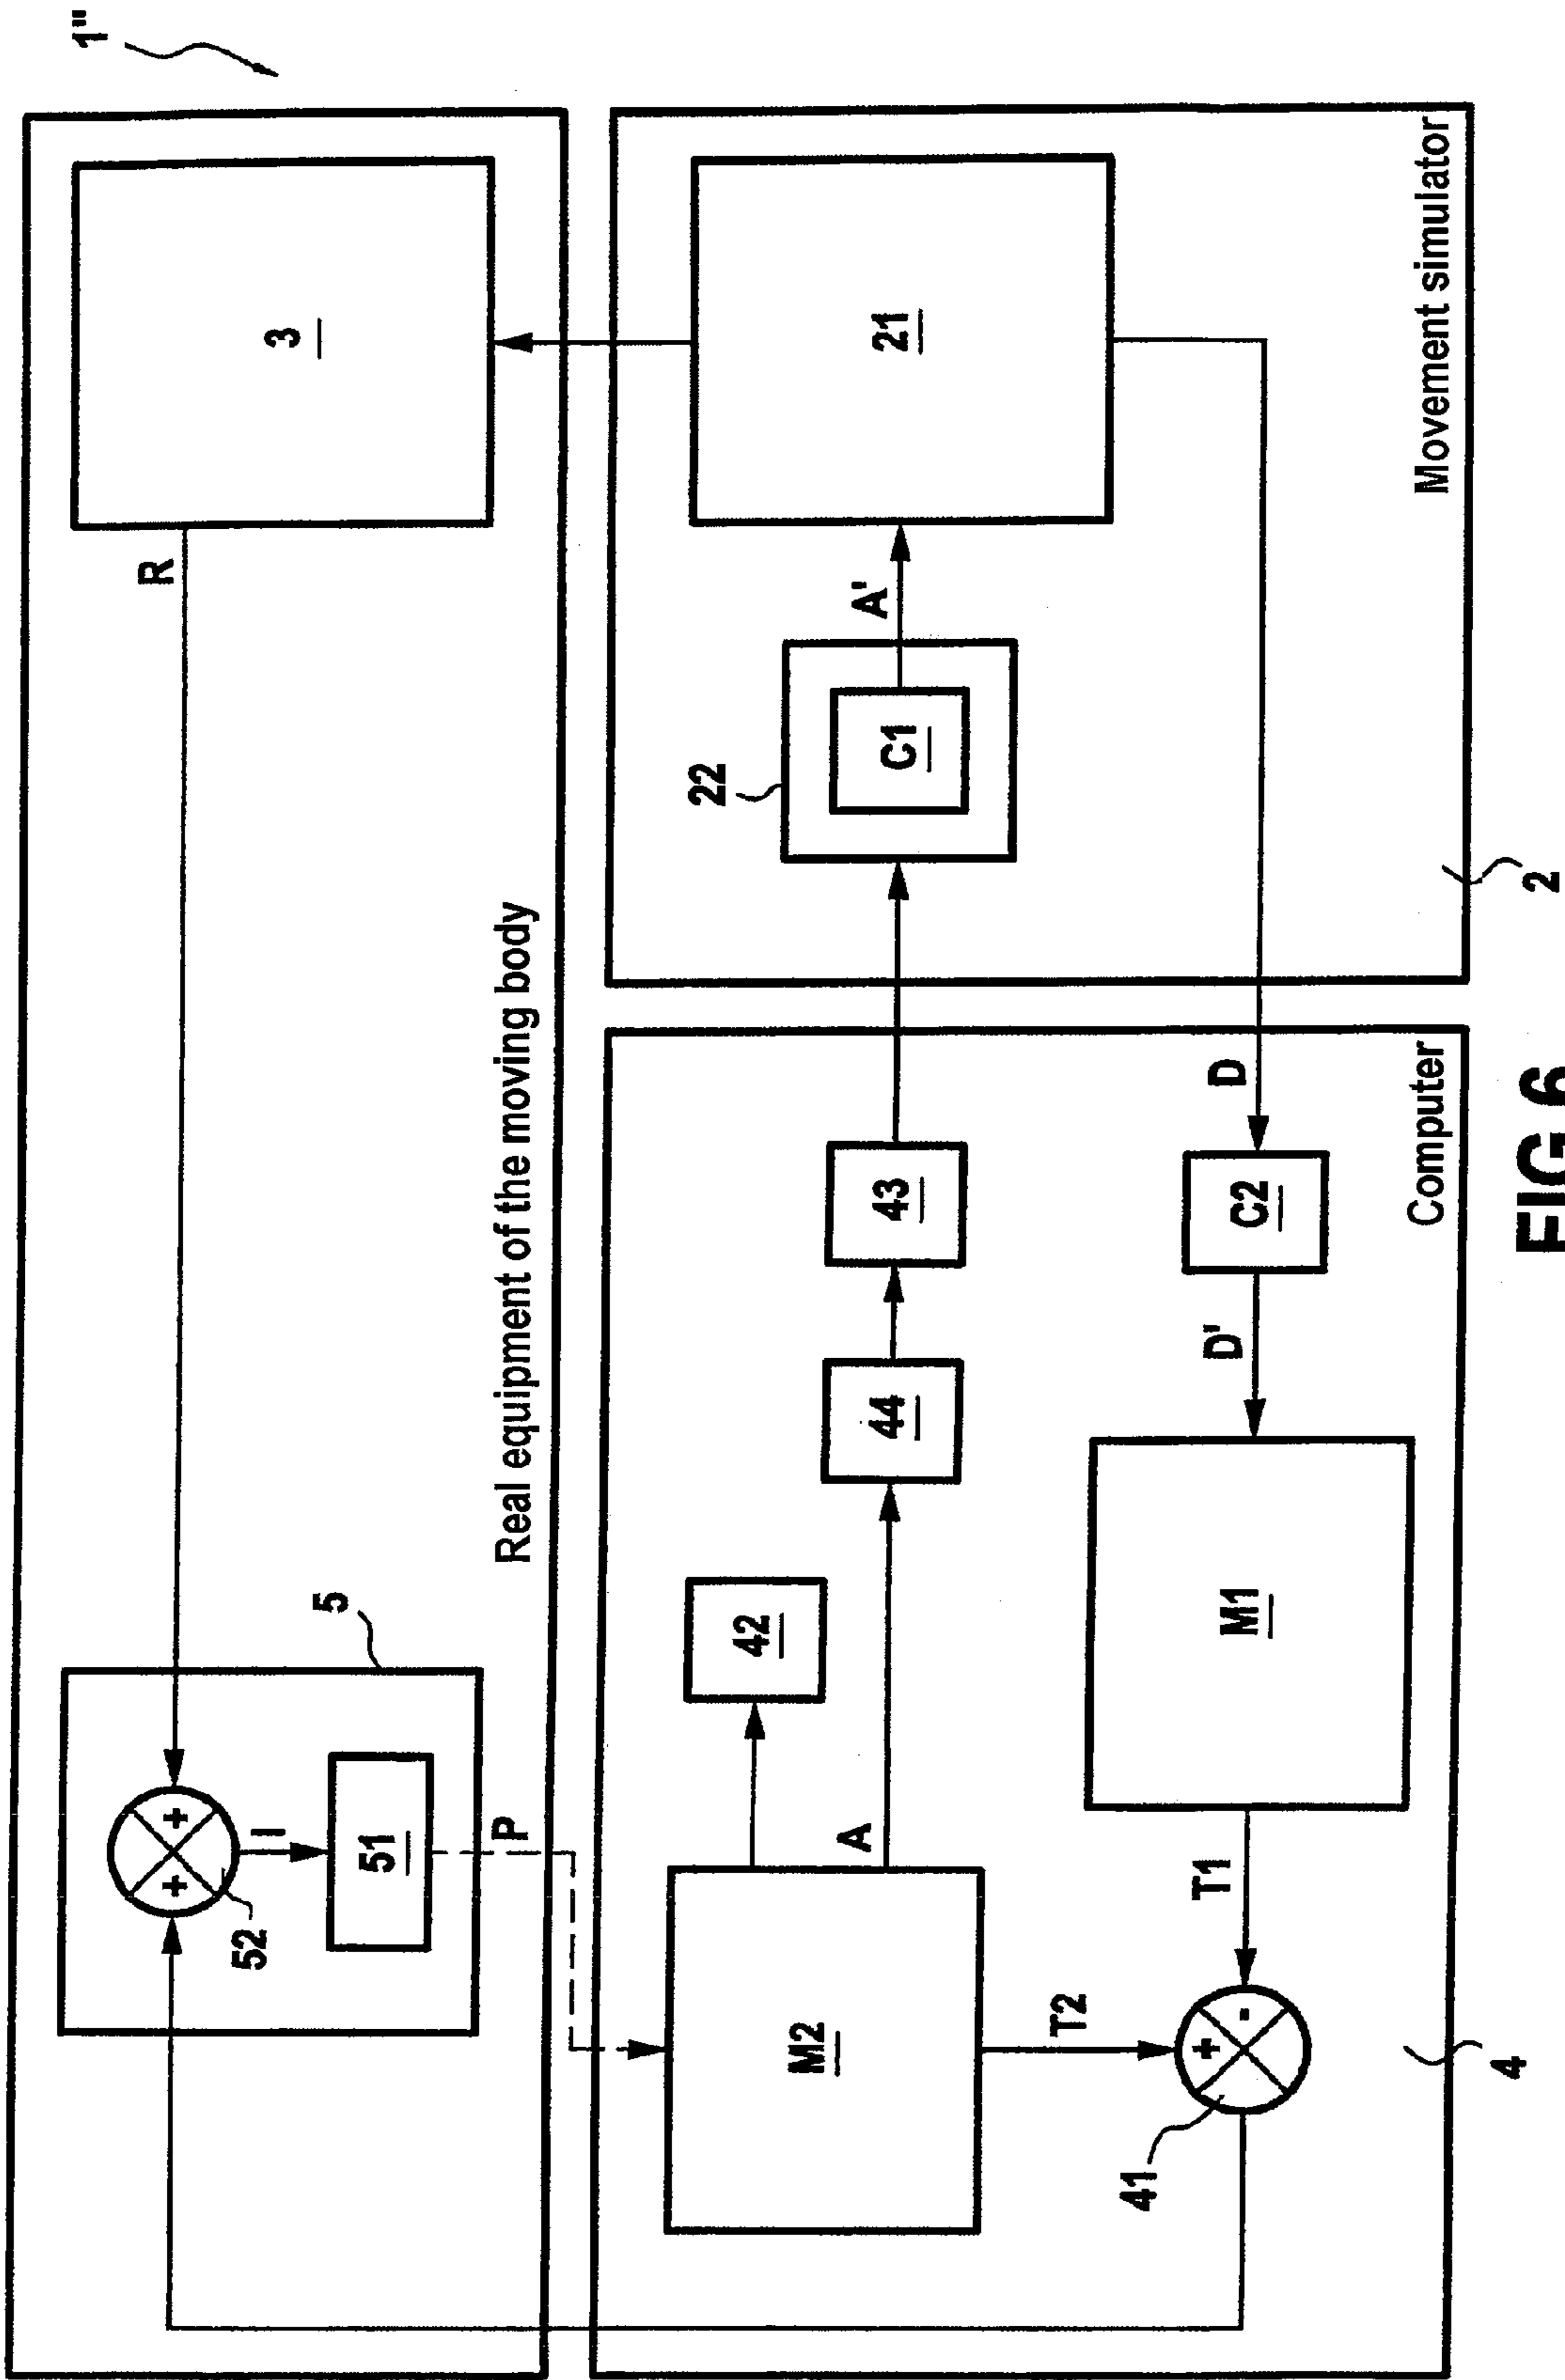 1"
3
R
5
52
+
+
I
51
P
Real equipment of the moving body
21
A'
22
C1
Movement simulator
2
43
44
42
A
M2
T2
D
C2
D'
M1
T1
+
-
41
Computer
4
FIG.6